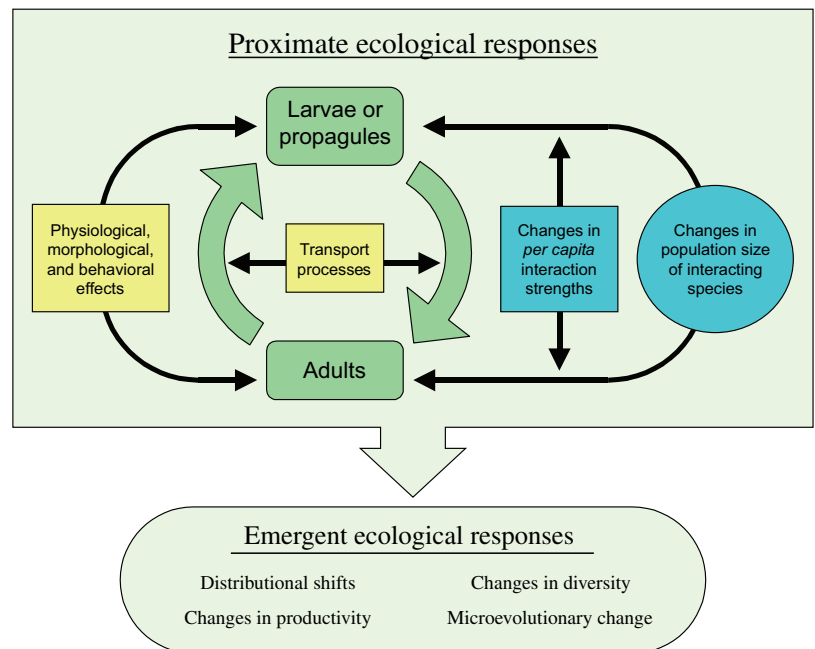 Proximate ecological responses
Larvae or
propagules
Physiological,
morphological,
and behavioral
effects
Transport
processes
Changes in
per capita
interaction
strengths
Changes in
population size
of interacting
species
Adults
Emergent ecological responses
Distributional shifts
Changes in diversity
Changes in productivity
Microevolutionary change